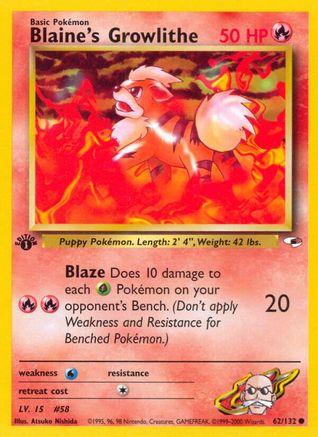 Basic Pokémon
Blaine's Growlithe 50 HP
EDITION
1
Puppy Pokémon. Length: 2' 4", Weight: 42 lbs.
Blaze Does 10 damage to
each Pokémon on your
opponent's Bench. (Don't apply
Weakness and Resistance for
Benched Pokémon.)
20
weakness resistance
retreat cost
LV. 15 #58
Illus. Atsuko Nishida
©1995, 96, 98 Nintendo, Creatures, GAMEFREAK. ©1999-2000 Wizards.
62/132